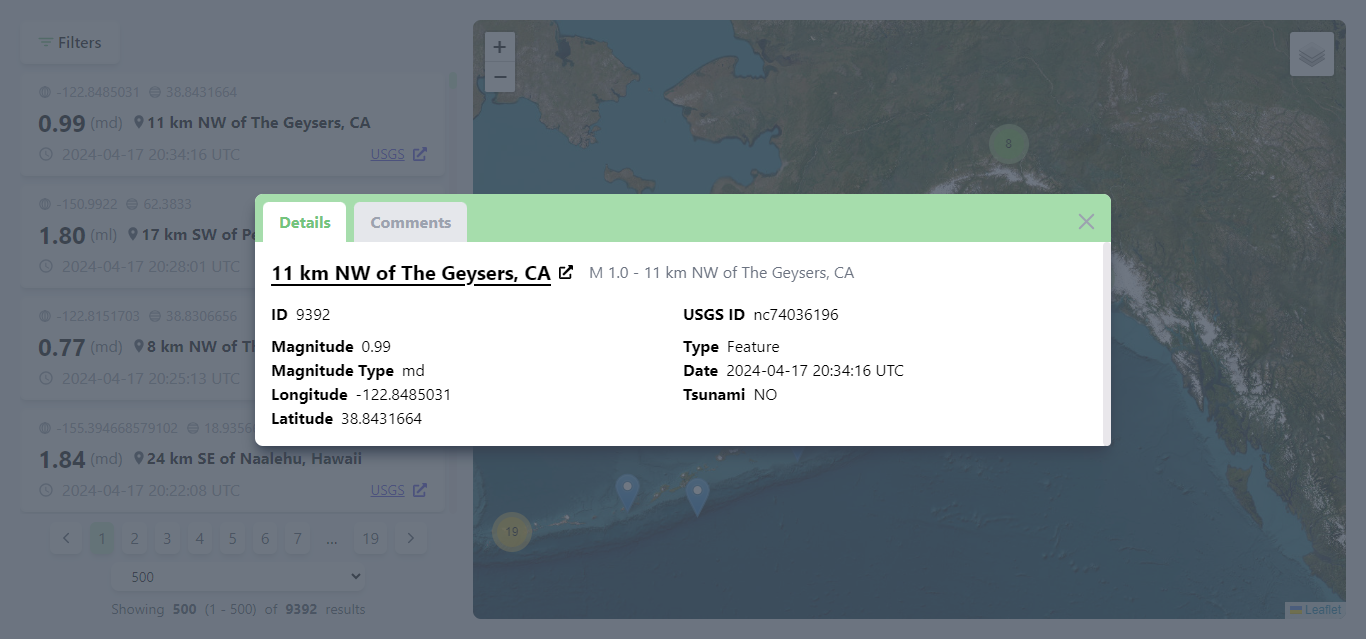 Filters
-122.8485031 38.8431664
0.99 (md) 11 km NW of The Geysers, CA
2024-04-17 20:34:16 UTC USGS
-150.9922 62.3833
1.80 (ml) 17 km SW of Pe
2024-04-17 20:28:01 UTC
-122.8151703 38.8306656
0.77 (md) 8 km NW of Th
2024-04-17 20:25:13 UTC
-155.394668579102 18.9356
1.84 (md) 24 km SE of Naalehu, Hawaii
2024-04-17 20:22:08 UTC USGS
1 2 3 4 5 6 7 ... 19
500
Showing 500 (1 - 500) of 9392 results
+
−
8
19
Leaflet
Details Comments
11 km NW of The Geysers, CA M 1.0 - 11 km NW of The Geysers, CA
ID 9392 USGS ID nc74036196
Magnitude 0.99 Type Feature
Magnitude Type md Date 2024-04-17 20:34:16 UTC
Longitude -122.8485031 Tsunami NO
Latitude 38.8431664